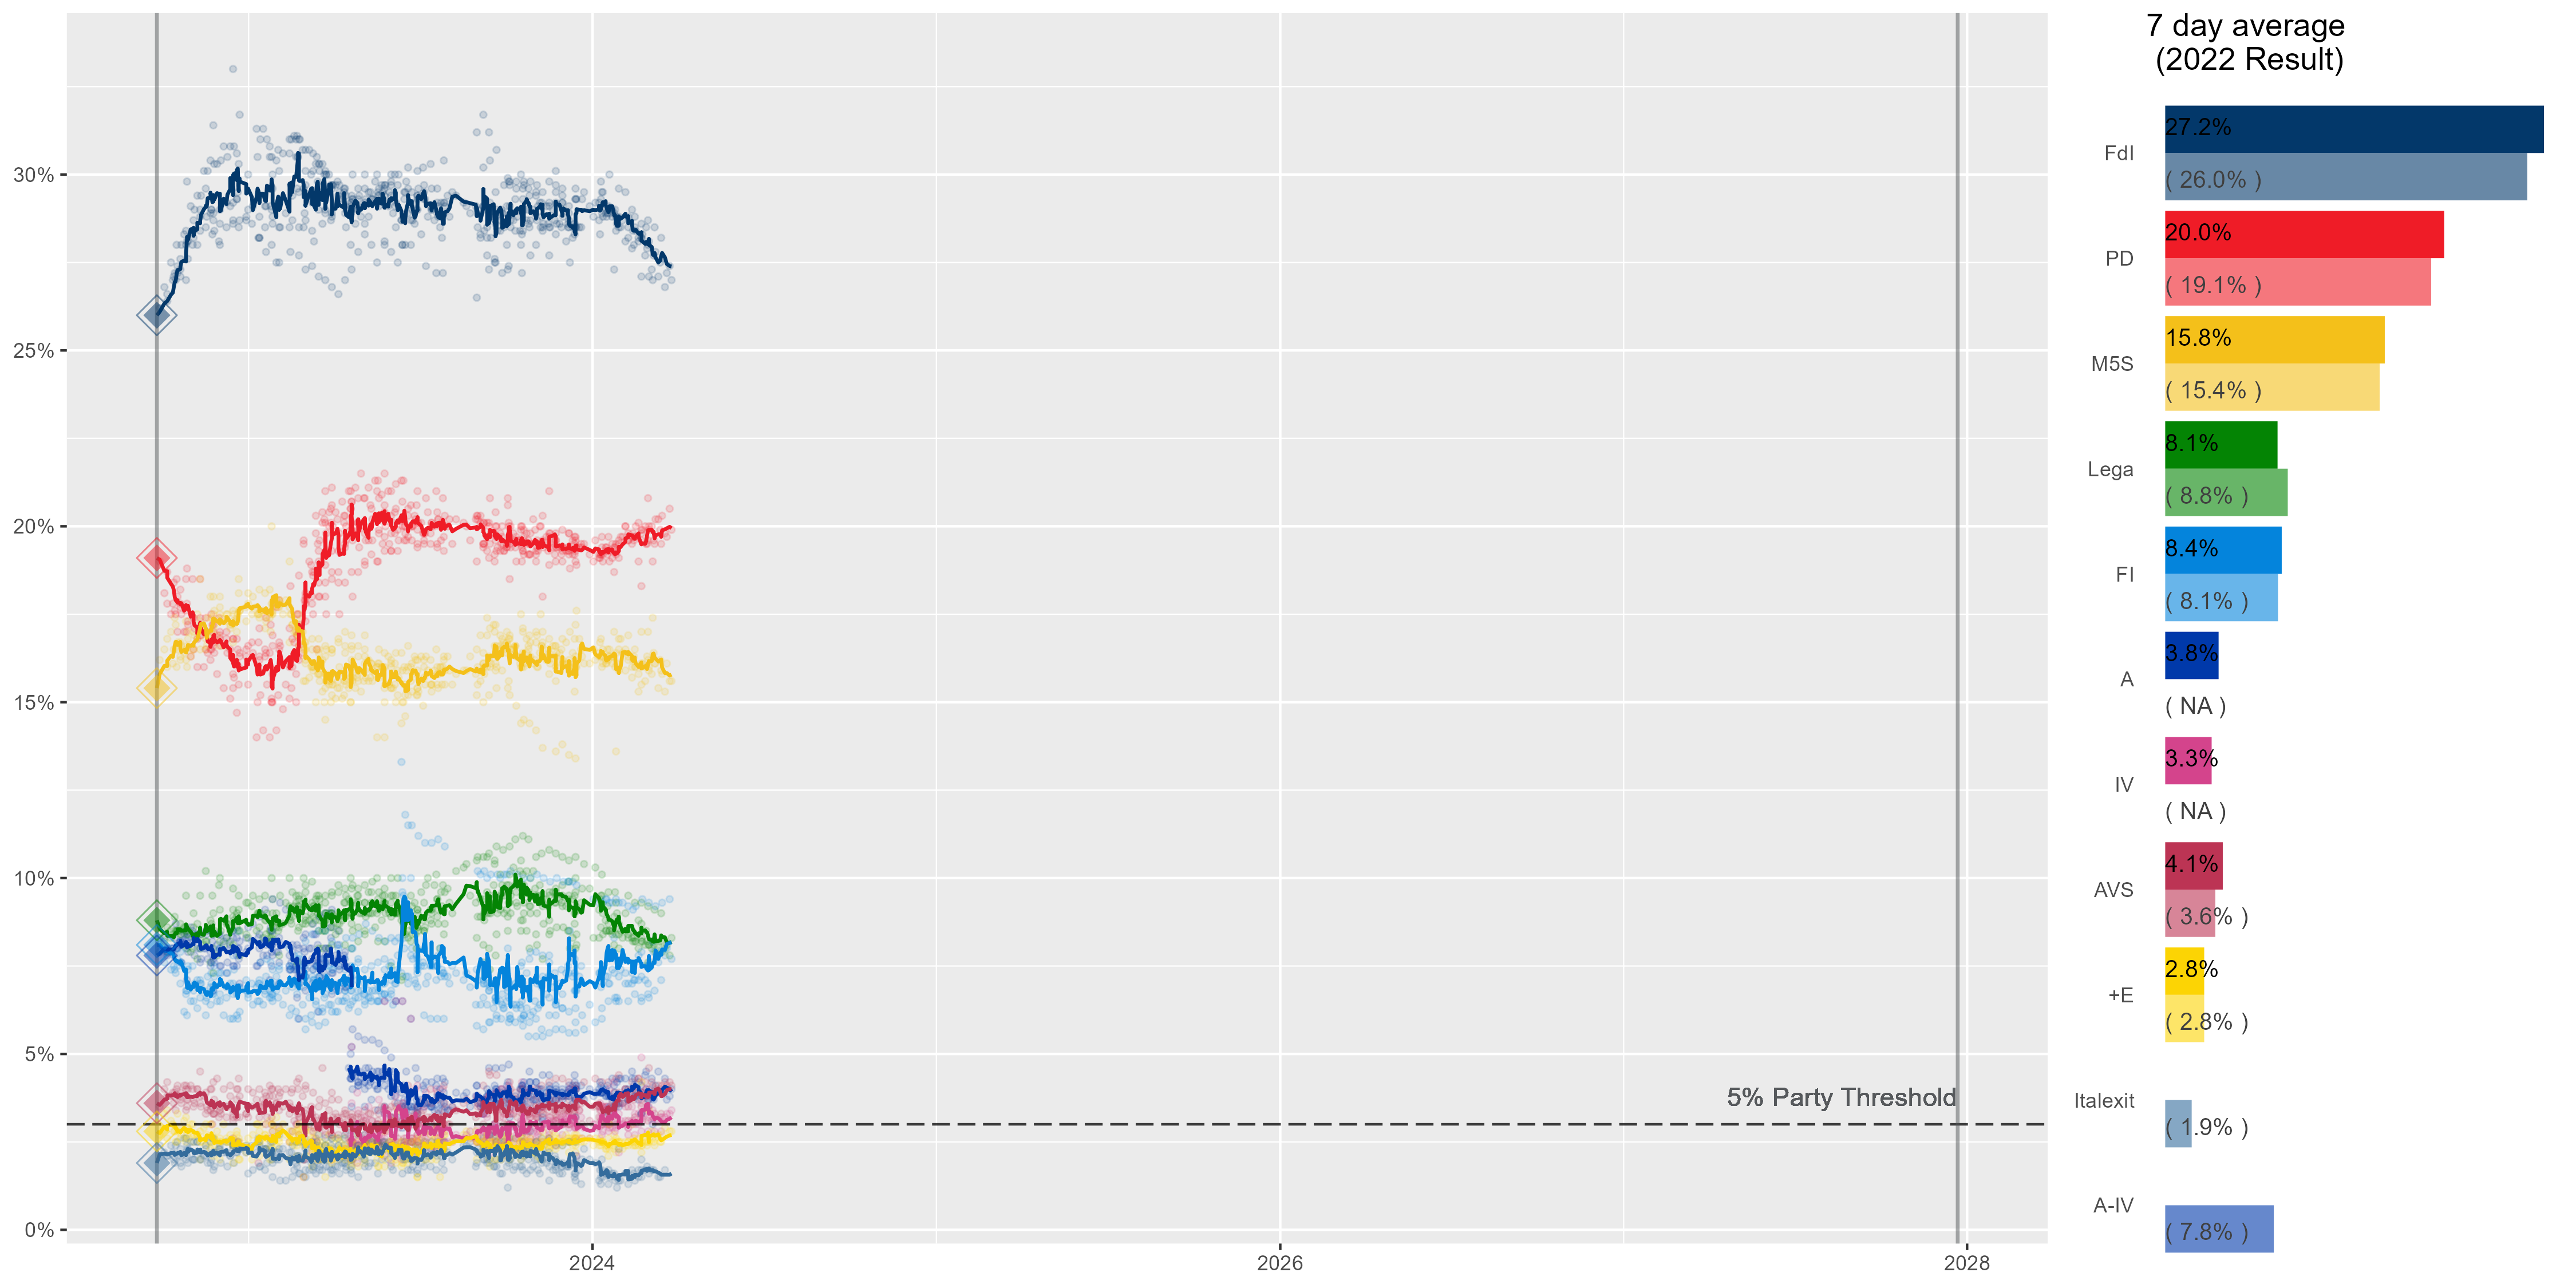 7 day average
(2022 Result)
30%
25%
20%
15%
10%
5%
0%
5% Party Threshold
2024
2026
2028
FdI
27.2%
( 26.0% )
PD
20.0%
( 19.1% )
M5S
15.8%
( 15.4% )
Lega
8.1%
( 8.8% )
FI
8.4%
( 8.1% )
A
3.8%
( NA )
IV
3.3%
( NA )
AVS
4.1%
( 3.6% )
+E
2.8%
( 2.8% )
Italexit
( 1.9% )
A-IV
( 7.8% )